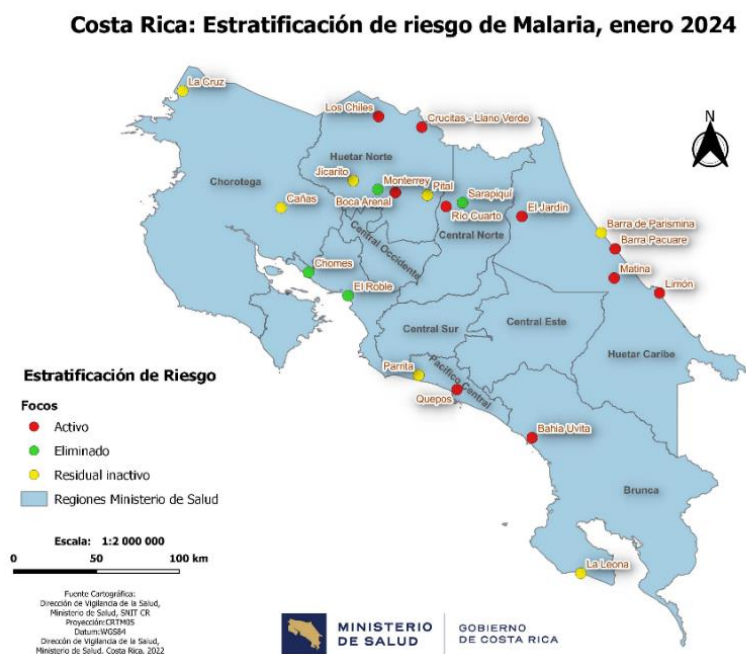 Costa Rica: Estratificación de riesgo de Malaria, enero 2024
La Cruz
Los Chiles
Crucitas - Llano Verde
N
Huetar Norte
Jicarito
Monterrey
Pital
Chorotega
Boca Arenal
Sarapiquí
Cañas
Río Cuarto
El Jardín
Central Norte
Barra de Parismina
Barra Pacuare
Central Occidente
Chomes
Matina
El Roble
Limón
Central Sur
Central Este
Huetar Caribe
Estratificación de Riesgo
Parrita
Pacífico Central
Quepos
Focos
Activo
Eliminado
Residual inactivo
Regiones Ministerio de Salud
Bahía Uvita
Brunca
Escala: 1:2 000 000
0 50 100 km
La Leona
Fuente Cartográfica:
Dirección de Vigilancia de la Salud,
Ministerio de Salud, SNIT CR
Proyección:CRTM05
Datum:WGS84
Dirección de Vigilancia de la Salud,
Ministerio de Salud, Costa Rica, 2022
MINISTERIO
DE SALUD
GOBIERNO
DE COSTA RICA